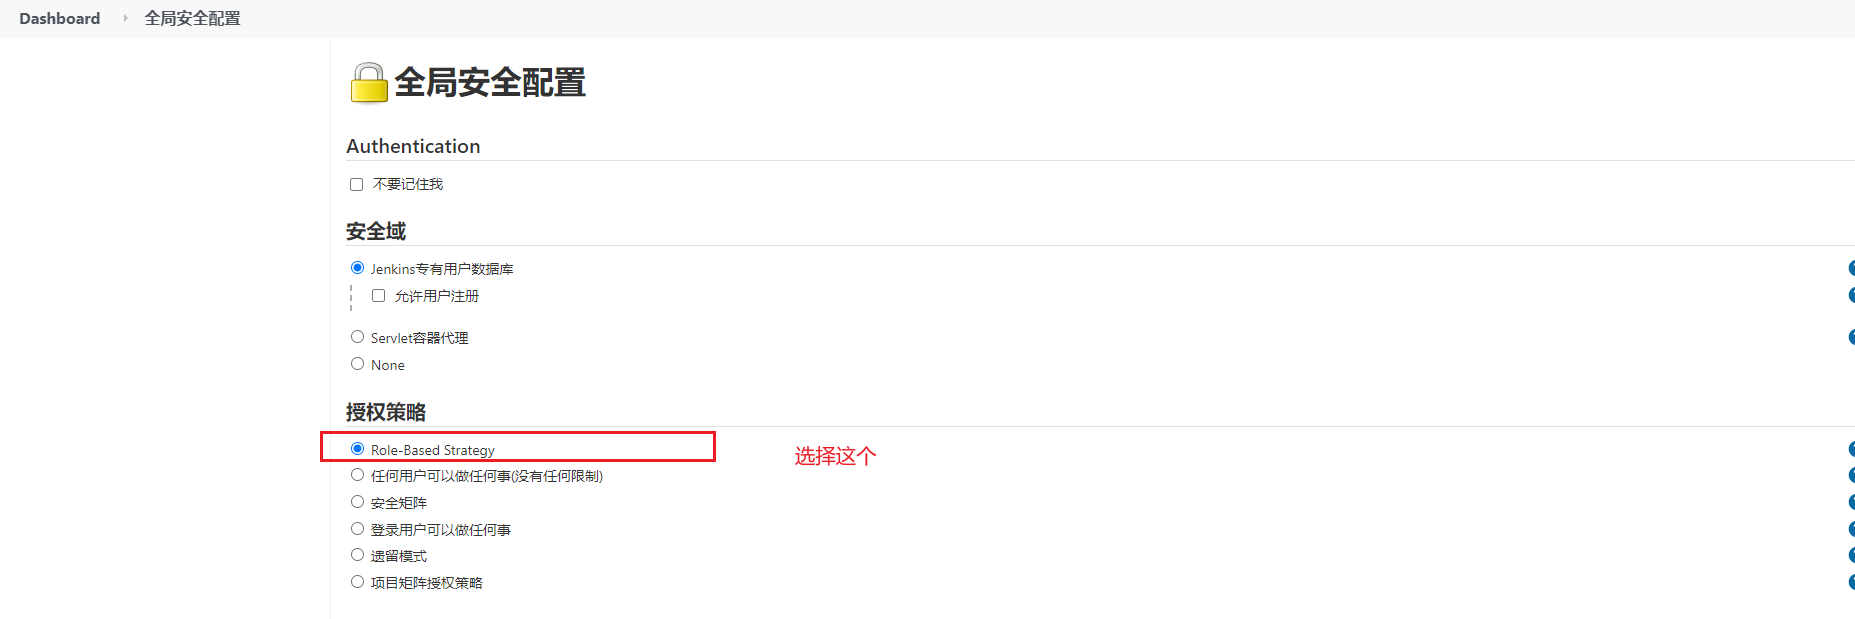 Dashboard 全局安全配置
全局安全配置
Authentication
不要记住我
安全域
Jenkins专有用户数据库
允许用户注册
Servlet容器代理
None
授权策略
Role-Based Strategy 选择这个
任何用户可以做任何事(没有任何限制)
安全矩阵
登录用户可以做任何事
遗留模式
项目矩阵授权策略